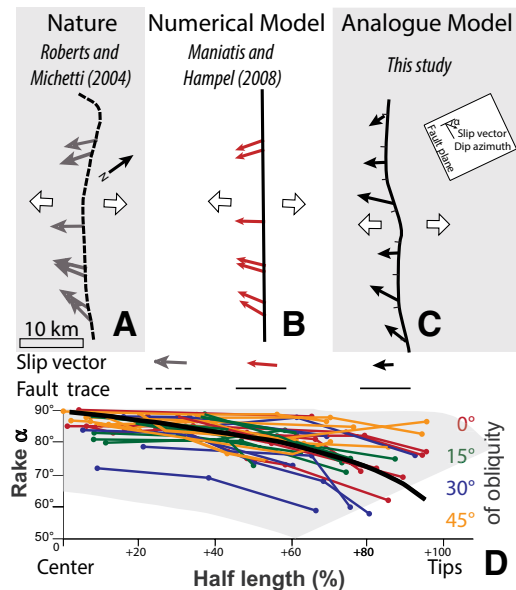 Nature
Roberts and
Michetti (2004)
N
10 km
A
Numerical Model
Maniatis and
Hampel (2008)
B
Analogue Model
This study
α
Slip vector
Dip azimuth
Fault plane
C
Slip vector
Fault trace
Rake α
90°
80°
70°
60°
50°
0°
15°
30°
45°
of obliquity
0 +20 +40 +60 +80 +100
Center Half length (%) Tips
D